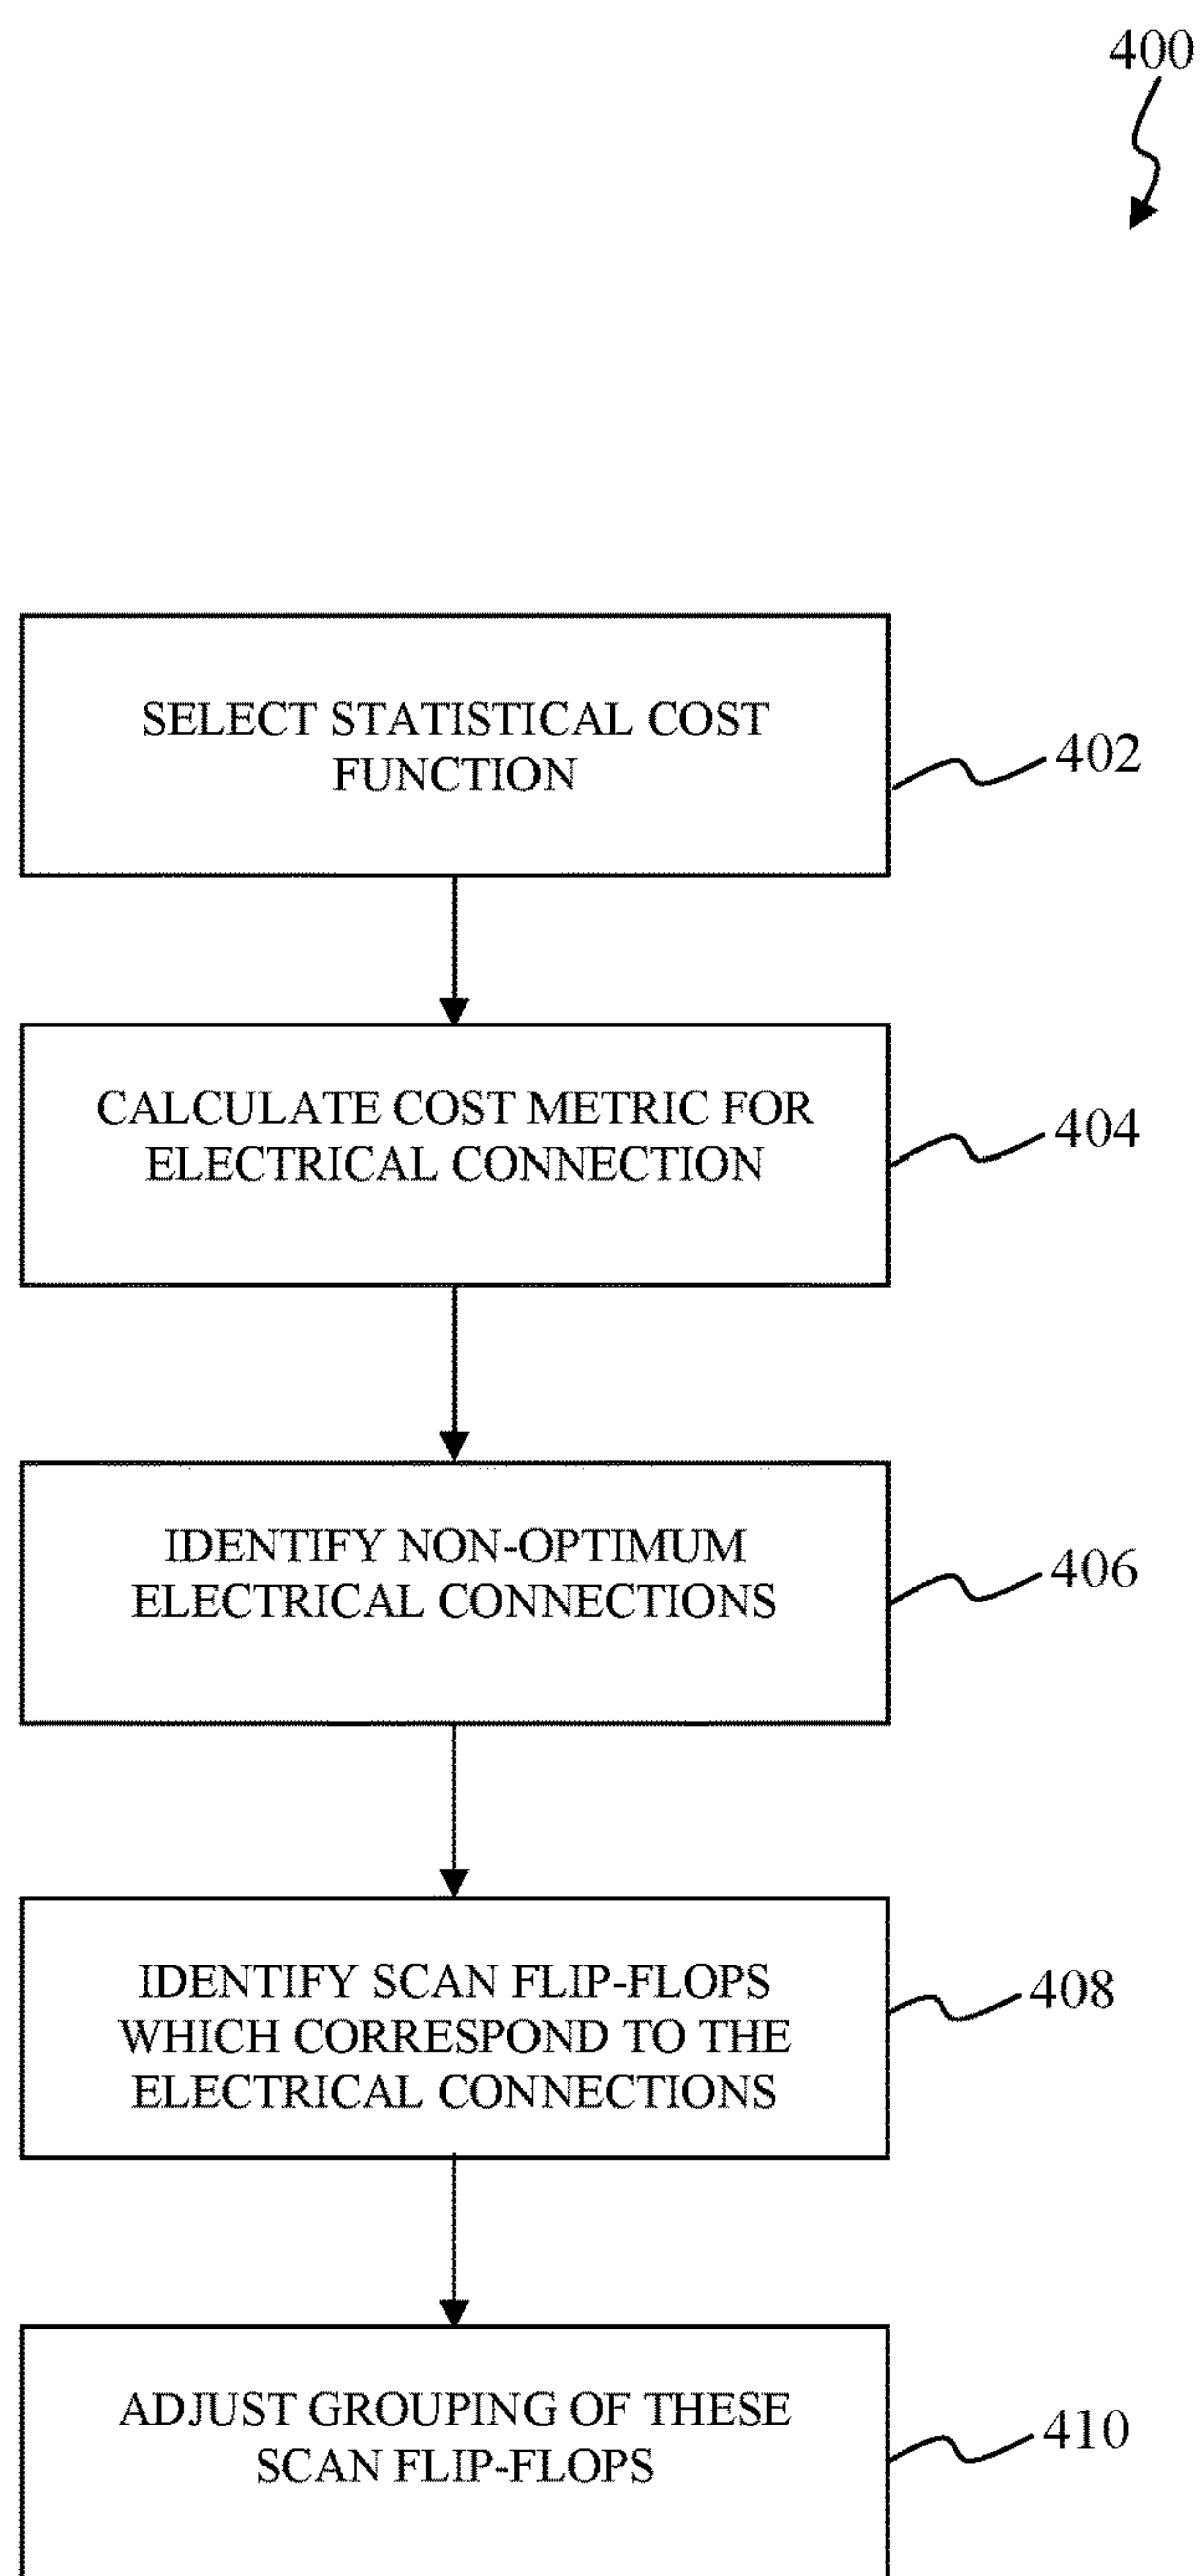 400
SELECT STATISTICAL COST
FUNCTION
402
CALCULATE COST METRIC FOR
ELECTRICAL CONNECTION
404
IDENTIFY NON-OPTIMUM
ELECTRICAL CONNECTIONS
406
IDENTIFY SCAN FLIP-FLOPS
WHICH CORRESPOND TO THE
ELECTRICAL CONNECTIONS
408
ADJUST GROUPING OF THESE
SCAN FLIP-FLOPS
410